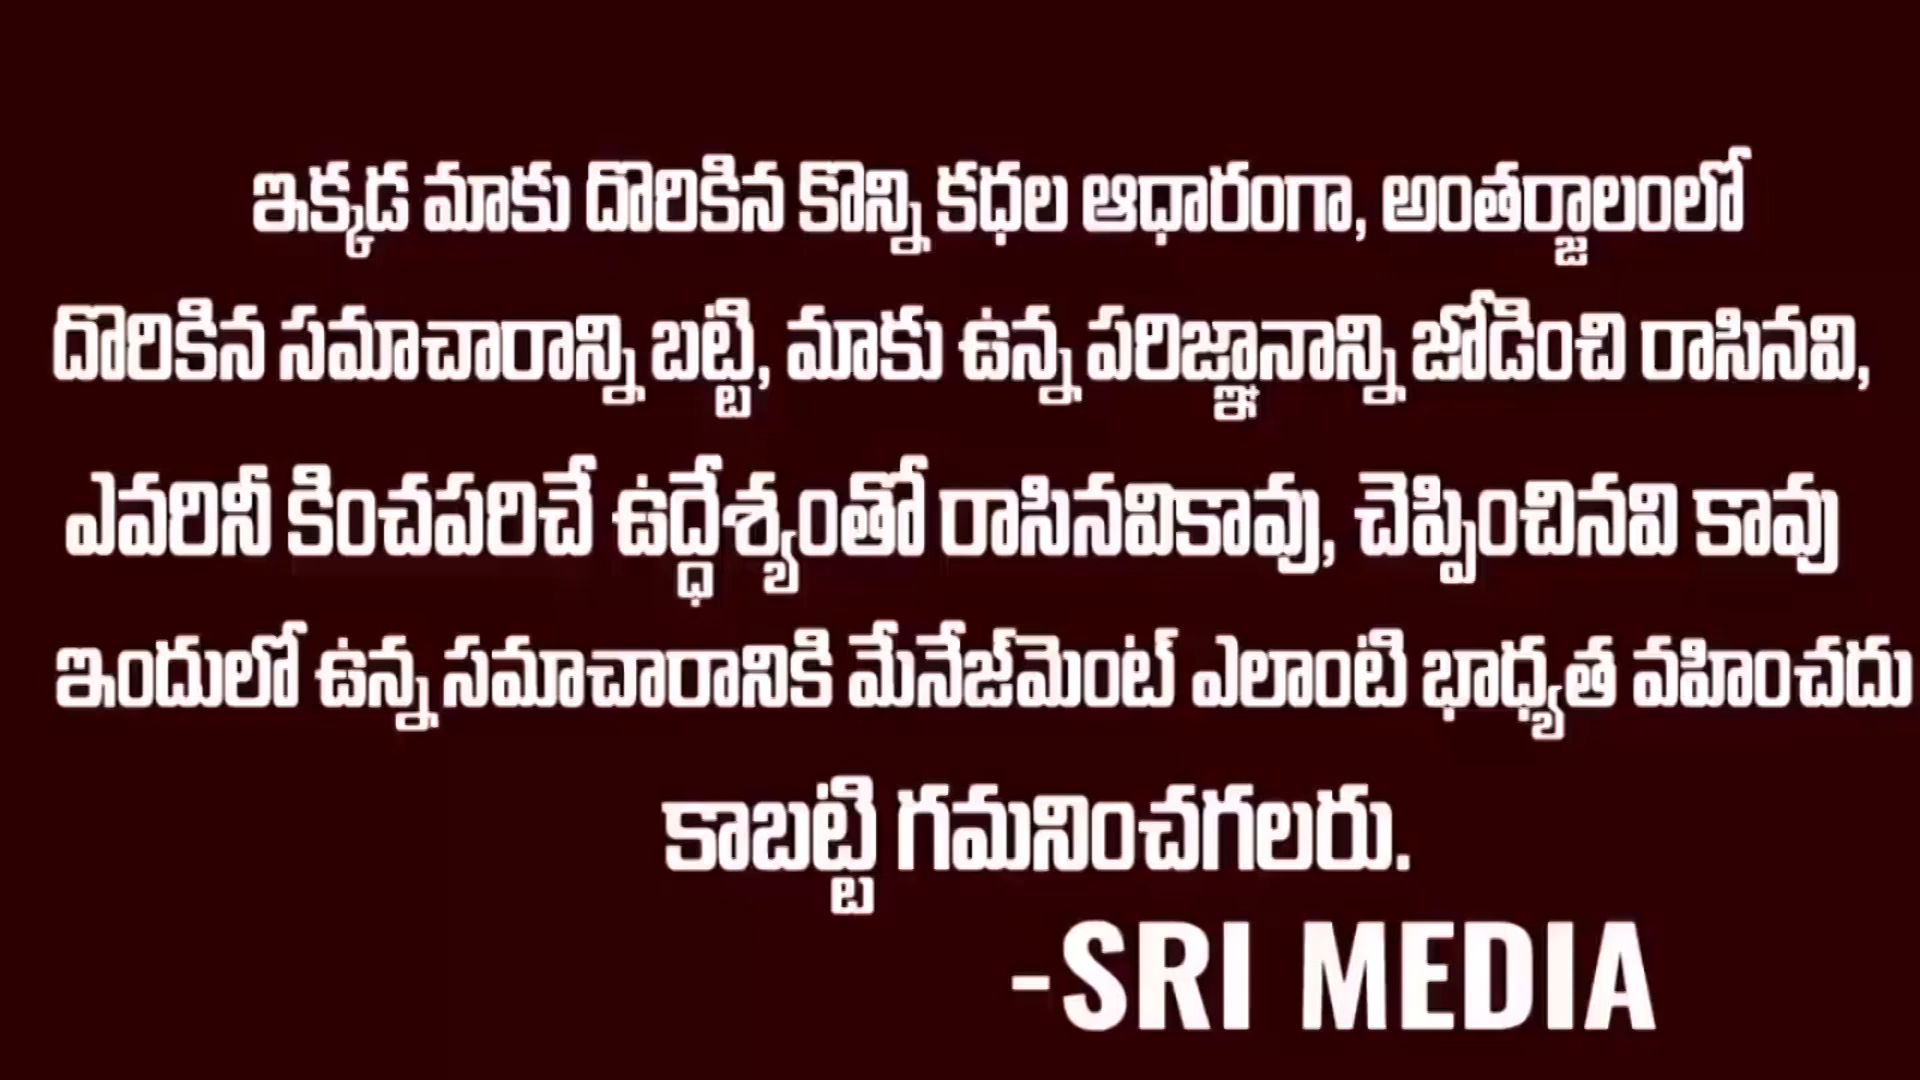 ఇక్కడ మాకు దొరికిన కొన్ని కధల ఆధారంగా, అంతర్జాలంలో
దొరికిన సమాచారాన్ని బట్టి, మాకు ఉన్న పరిజ్ఞానాన్ని జోడించి రాసినవి,
ఎవరినీ కించపరిచే ఉద్ధేశ్యంతో రాసినవికావు, చెప్పించినవి కావు
ఇందులో ఉన్న సమాచారానికి మేనేజ్‌మెంట్ ఎలాంటి భాధ్యత వహించదు
కాబట్టి గమనించగలరు.
-SRI MEDIA